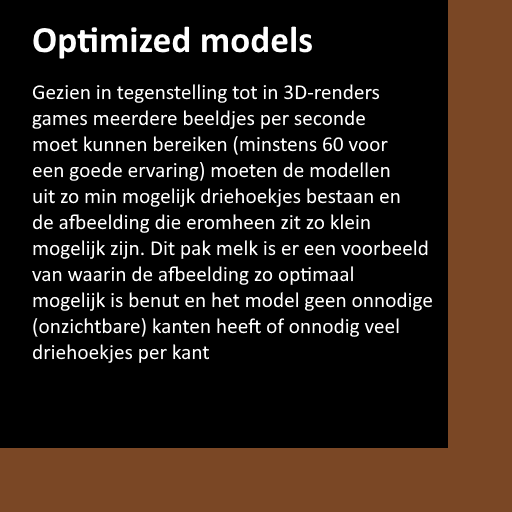 Optimized models
Gezien in tegenstelling tot in 3D-renders
games meerdere beeldjes per seconde
moet kunnen bereiken (minstens 60 voor
een goede ervaring) moeten de modellen
uit zo min mogelijk driehoekjes bestaan en
de afbeelding die eromheen zit zo klein
mogelijk zijn. Dit pak melk is er een voorbeeld
van waarin de afbeelding zo optimaal
mogelijk is benut en het model geen onnodige
(onzichtbare) kanten heeft of onnodig veel
driehoekjes per kant